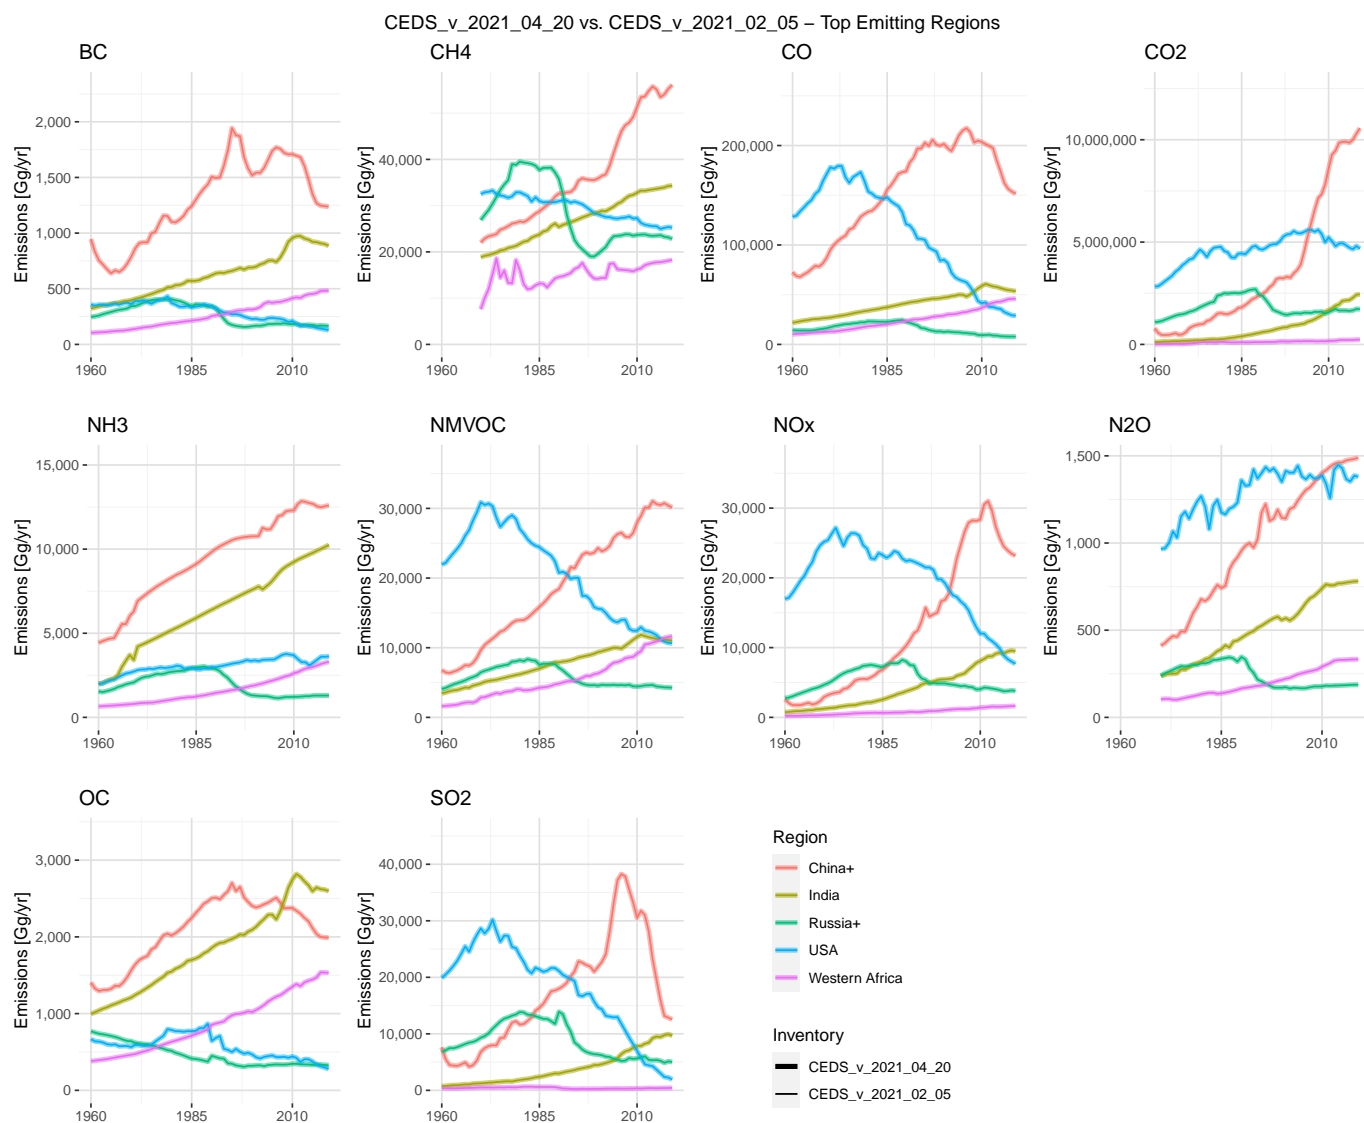 CEDS_v_2021_04_20 vs. CEDS_v_2021_02_05 – Top Emitting Regions
BC
Emissions [Gg/yr]
2,000
1,500
1,000
500
0
1960
1985
2010
CH4
Emissions [Gg/yr]
40,000
20,000
0
1960
1985
2010
CO
Emissions [Gg/yr]
200,000
100,000
0
1960
1985
2010
CO2
Emissions [Gg/yr]
10,000,000
5,000,000
0
1960
1985
2010
NH3
Emissions [Gg/yr]
15,000
10,000
5,000
0
1960
1985
2010
NMVOC
Emissions [Gg/yr]
30,000
20,000
10,000
0
1960
1985
2010
NOx
Emissions [Gg/yr]
30,000
20,000
10,000
0
1960
1985
2010
N2O
Emissions [Gg/yr]
1,500
1,000
500
0
1960
1985
2010
OC
Emissions [Gg/yr]
3,000
2,000
1,000
0
1960
1985
2010
SO2
Emissions [Gg/yr]
40,000
30,000
20,000
10,000
0
1960
1985
2010
Region
China+
India
Russia+
USA
Western Africa
Inventory
CEDS_v_2021_04_20
CEDS_v_2021_02_05